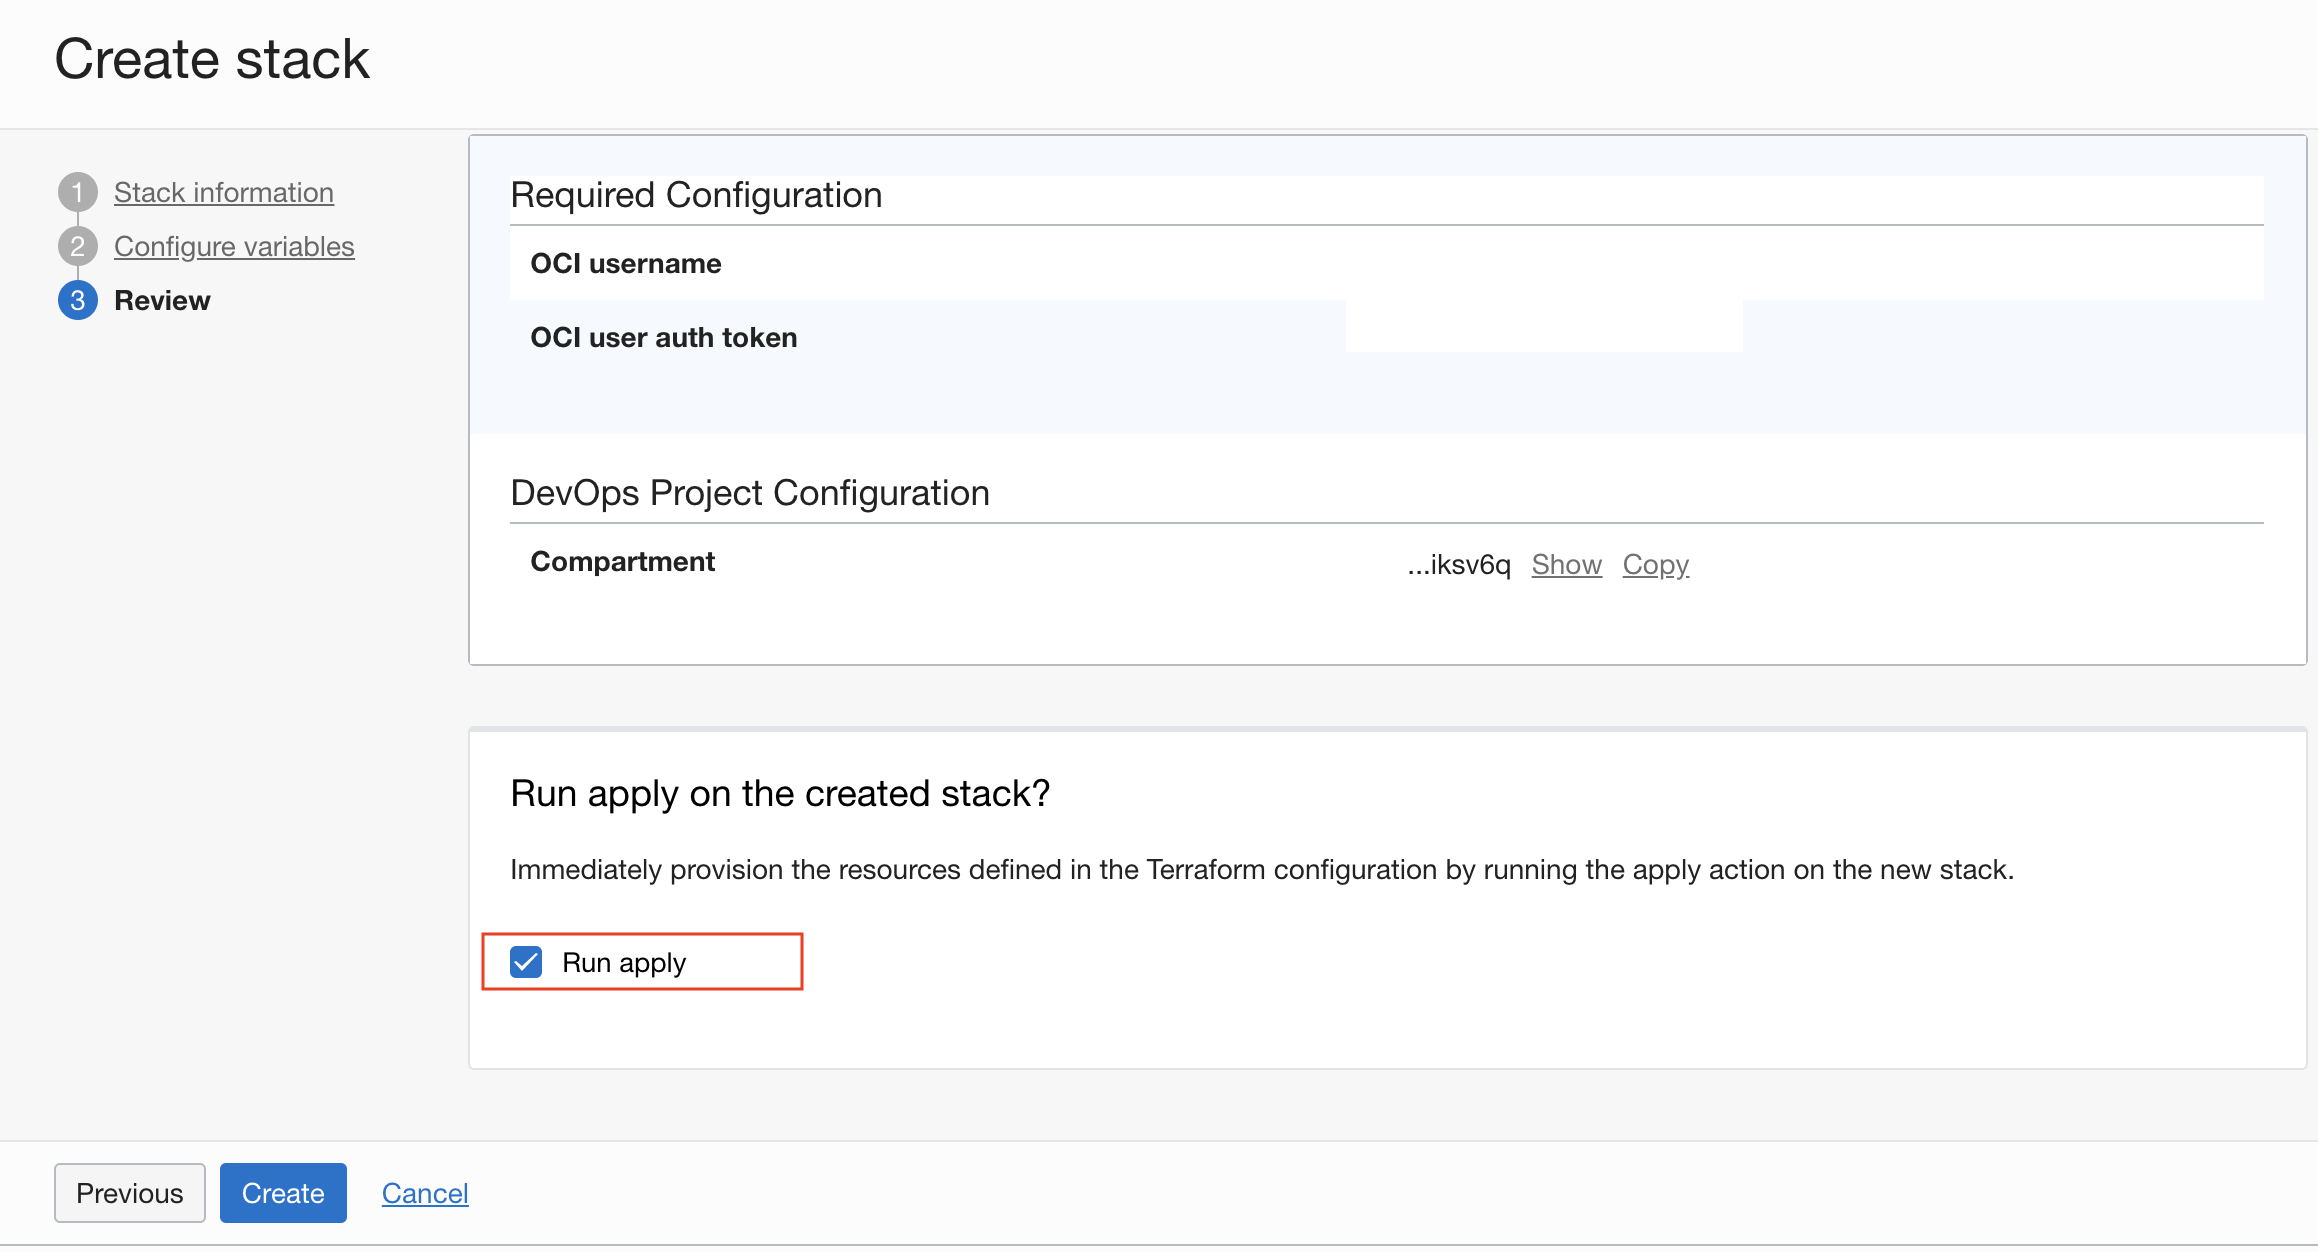 Create stack
1 Stack information
2 Configure variables
3 Review
Required Configuration
OCI username
OCI user auth token
DevOps Project Configuration
Compartment ...iksv6q Show Copy
Run apply on the created stack?
Immediately provision the resources defined in the Terraform configuration by running the apply action on the new stack.
Run apply
Previous Create Cancel